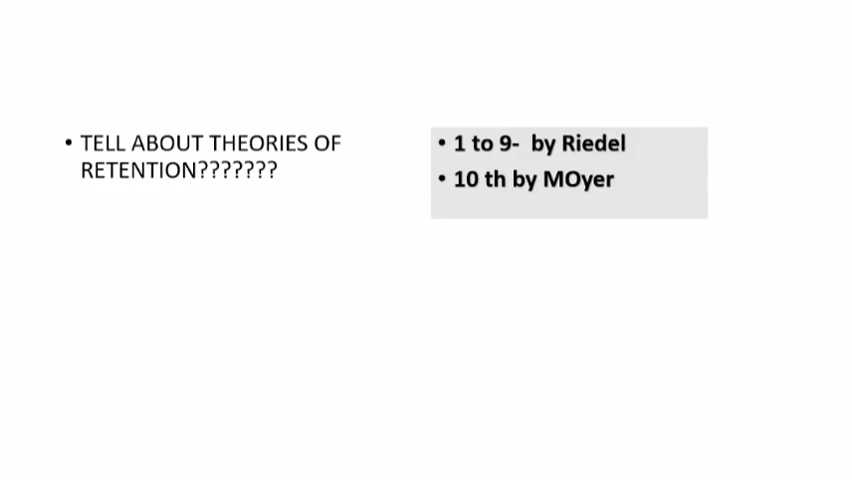 • TELL ABOUT THEORIES OF
RETENTION???????
• 1 to 9- by Riedel
• 10 th by MOyer